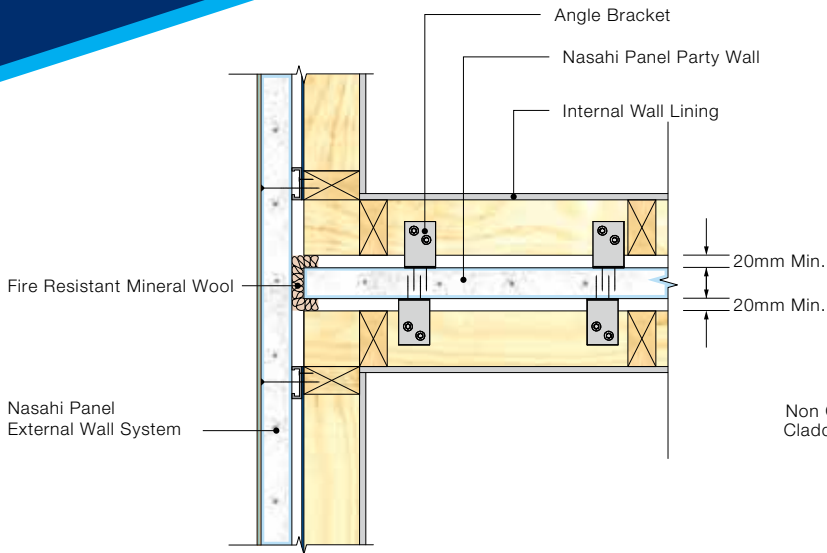 Angle Bracket
Nasahi Panel Party Wall
Internal Wall Lining
20mm Min.
Fire Resistant Mineral Wool
20mm Min.
Nasahi Panel
External Wall System
Non